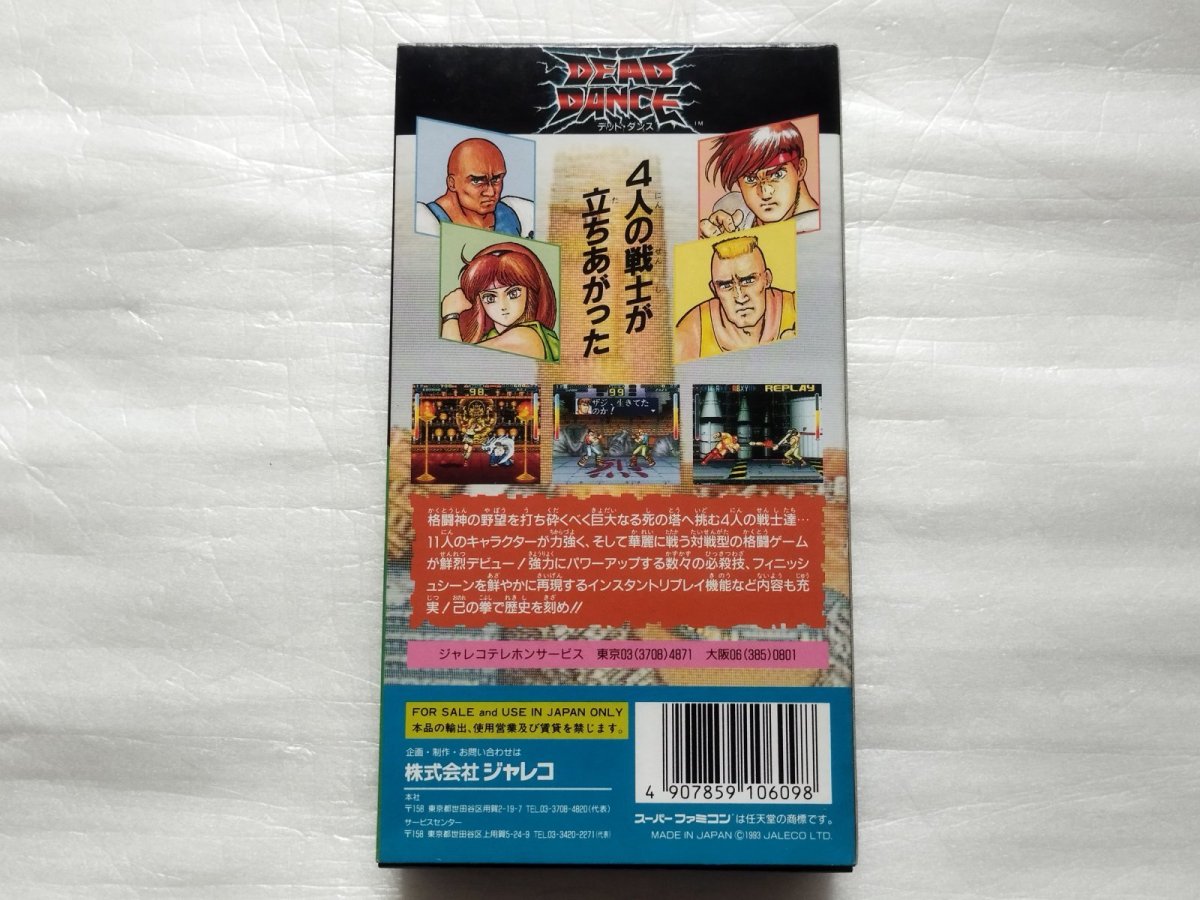 DEAD
DANCE
TM
デッド・ダンス
4人の戦士が
立ちあがった
98
99
ザジ、生きてた
のか!
REPLAY
格闘神の野望を打ち砕くべく巨大なる死の塔へ挑む4人の戦士達…
11人のキャラクターが力強く、そして華麗に戦う対戦型の格闘ゲーム
が鮮烈デビュー!強力にパワーアップする数々の必殺技、フィニッ
シュシーンを鮮やかに再現するインスタントリプレイ機能など内容も充
実!己の拳で歴史を刻め!!
ジャレコテレホンサービス 東京03(3708)4871 大阪06(385)0801
FOR SALE and USE IN JAPAN ONLY
本品の輸出、使用営業及び賃貸を禁じます。
企画・制作・お問い合わせは
株式会社 ジャレコ
本社
〒158 東京都世田谷区用賀2-19-7 TEL.03-3708-4820(代表)
サービスセンター
〒158 東京都世田谷区上用賀5-24-9 TEL.03-3420-2271(代表)
4 907859 106098
スーパーファミコンは任天堂の商標です。
MADE IN JAPAN ©1993 JALECO LTD.